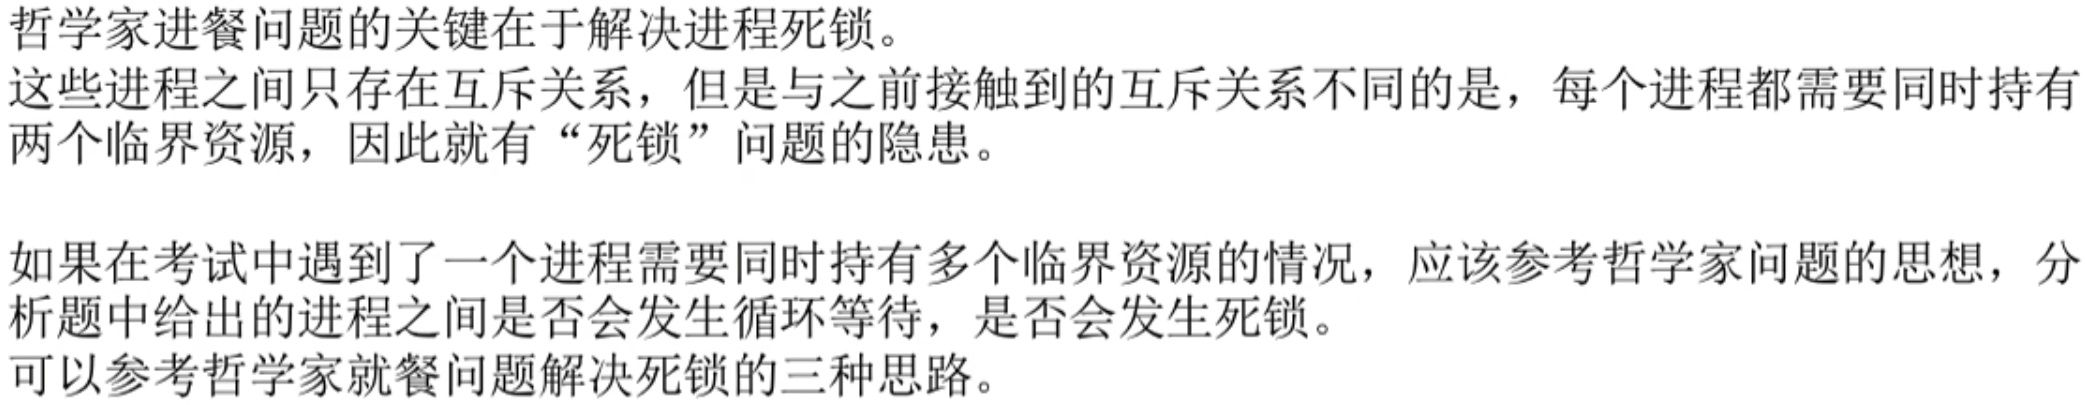 哲学家进餐问题的关键在于解决进程死锁。
这些进程之间只存在互斥关系，但是与之前接触到的互斥关系不同的是，每个进程都需要同时持有
两个临界资源，因此就有“死锁”问题的隐患。
如果在考试中遇到了一个进程需要同时持有多个临界资源的情况，应该参考哲学家问题的思想，分
析题中给出的进程之间是否会发生循环等待，是否会发生死锁。
可以参考哲学家就餐问题解决死锁的三种思路。